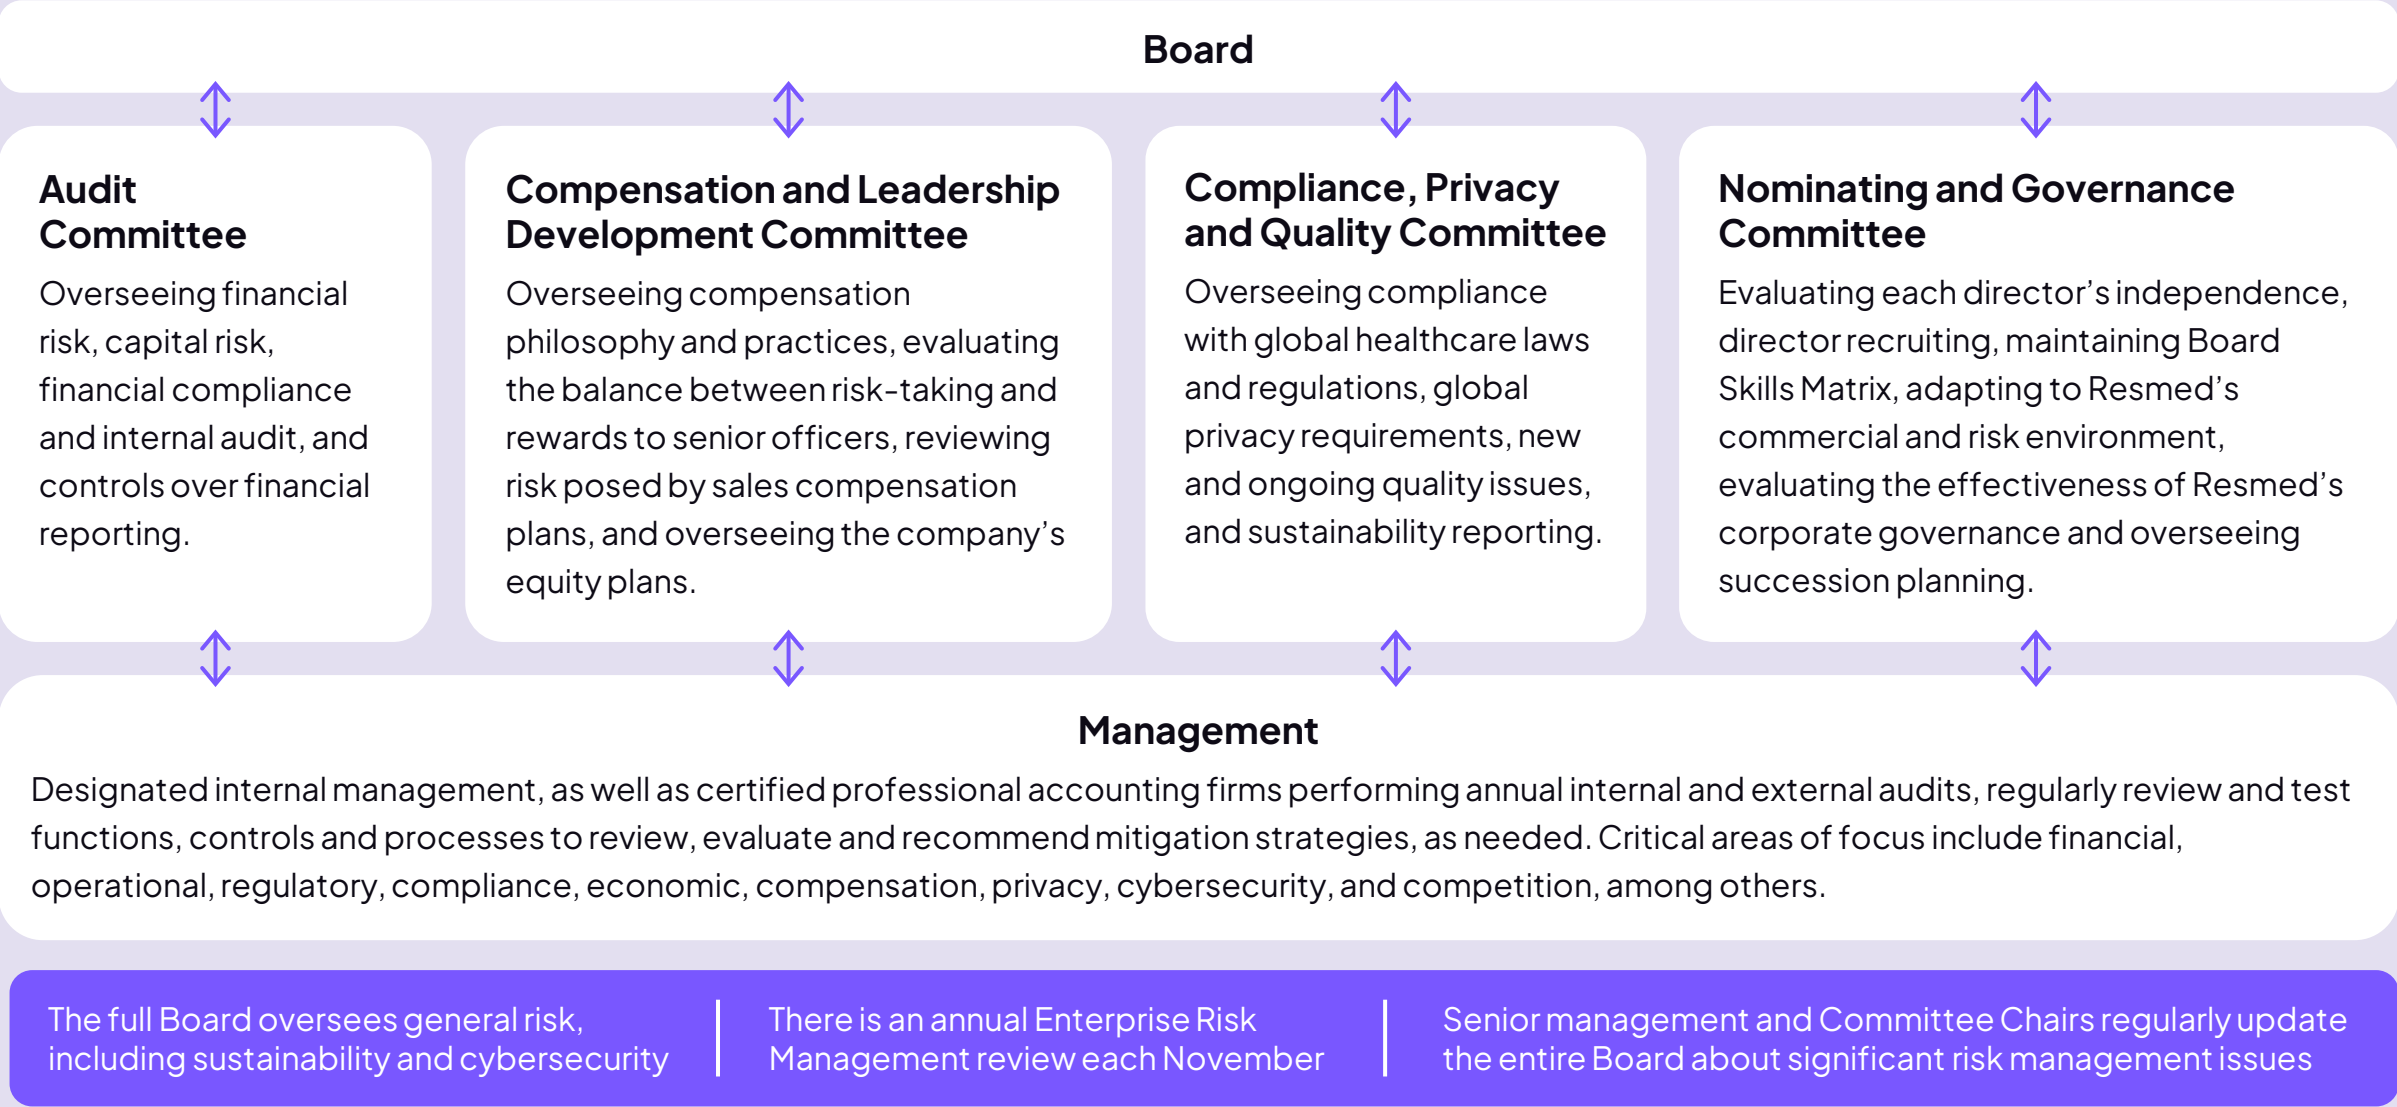 Board
Audit
Committee
Overseeing financial
risk, capital risk,
financial compliance
and internal audit, and
controls over financial
reporting.
Compensation and Leadership
Development Committee
Overseeing compensation
philosophy and practices, evaluating
the balance between risk-taking and
rewards to senior officers, reviewing
risk posed by sales compensation
plans, and overseeing the company’s
equity plans.
Compliance, Privacy
and Quality Committee
Overseeing compliance
with global healthcare laws
and regulations, global
privacy requirements, new
and ongoing quality issues,
and sustainability reporting.
Nominating and Governance
Committee
Evaluating each director’s independence,
director recruiting, maintaining Board
Skills Matrix, adapting to Resmed’s
commercial and risk environment,
evaluating the effectiveness of Resmed’s
corporate governance and overseeing
succession planning.
Management
Designated internal management, as well as certified professional accounting firms performing annual internal and external audits, regularly review and test
functions, controls and processes to review, evaluate and recommend mitigation strategies, as needed. Critical areas of focus include financial,
operational, regulatory, compliance, economic, compensation, privacy, cybersecurity, and competition, among others.
The full Board oversees general risk,
including sustainability and cybersecurity
There is an annual Enterprise Risk
Management review each November
Senior management and Committee Chairs regularly update
the entire Board about significant risk management issues